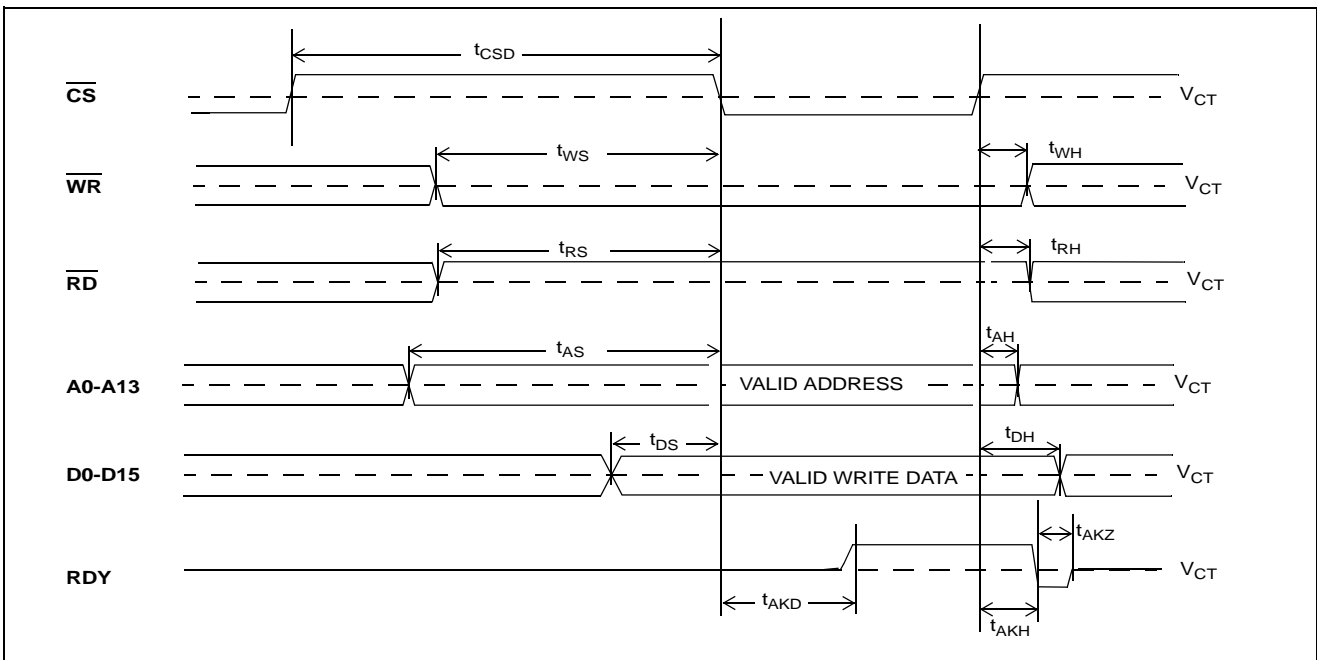 tCSD
CS VCT
tWS tWH
WR VCT
tRS tRH
RD VCT
tAS tAH
A0-A13 VALID ADDRESS VCT
tDS tDH
D0-D15 VALID WRITE DATA VCT
tAKZ
RDY VCT
tAKD
tAKH